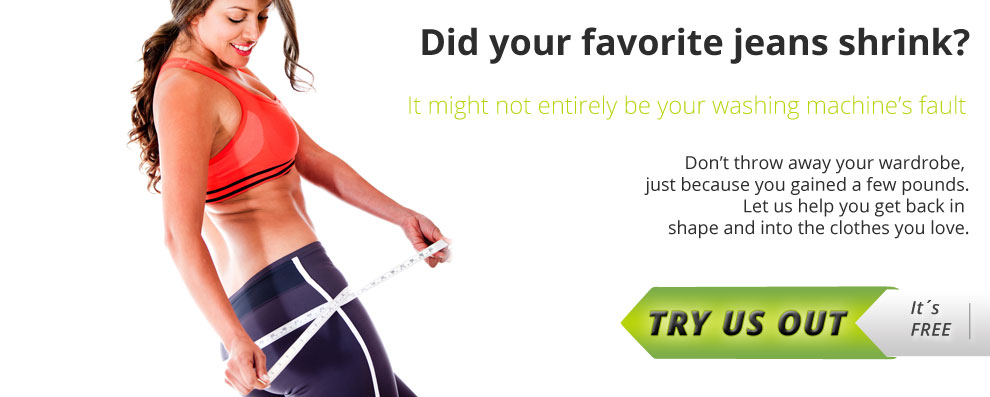 Did your favorite jeans shrink?
It might not entirely be your washing machine’s fault
Don’t throw away your wardrobe,
just because you gained a few pounds.
Let us help you get back in
shape and into the clothes you love.
TRY US OUT
It´s
FREE